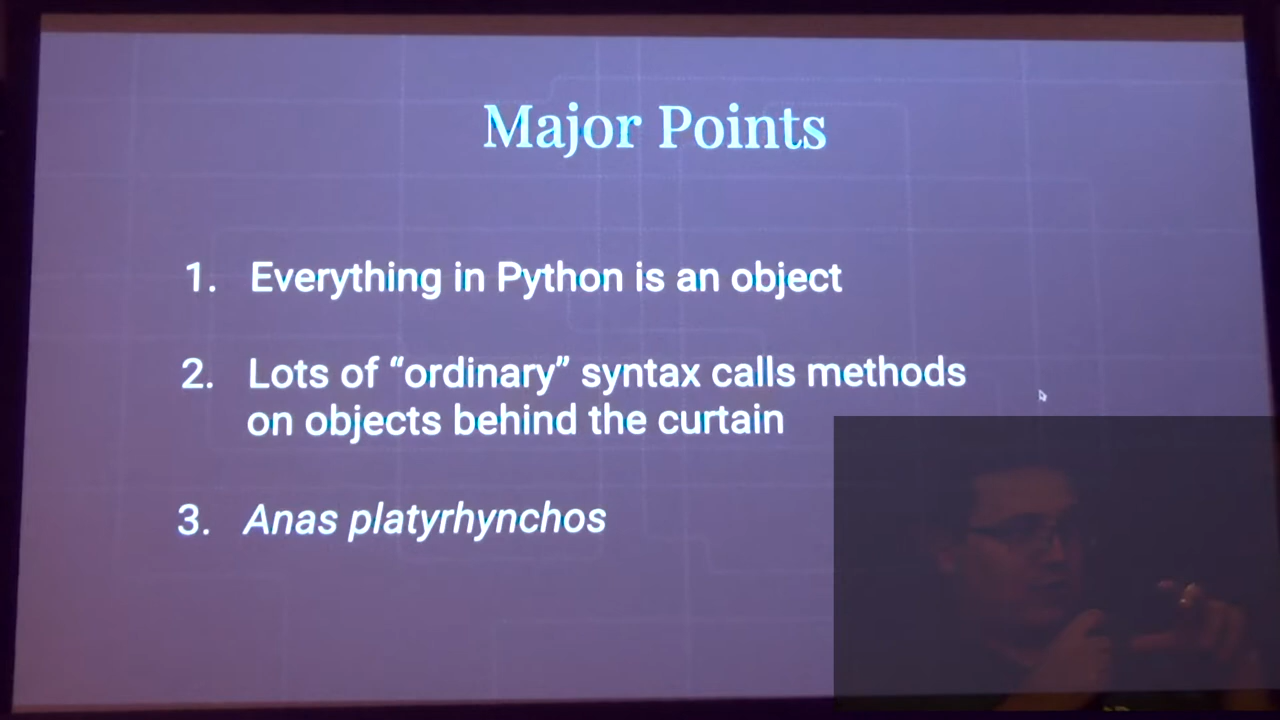 Major Points
1. Everything in Python is an object
2. Lots of “ordinary” syntax calls methods
on objects behind the curtain
3. Anas platyrhynchos